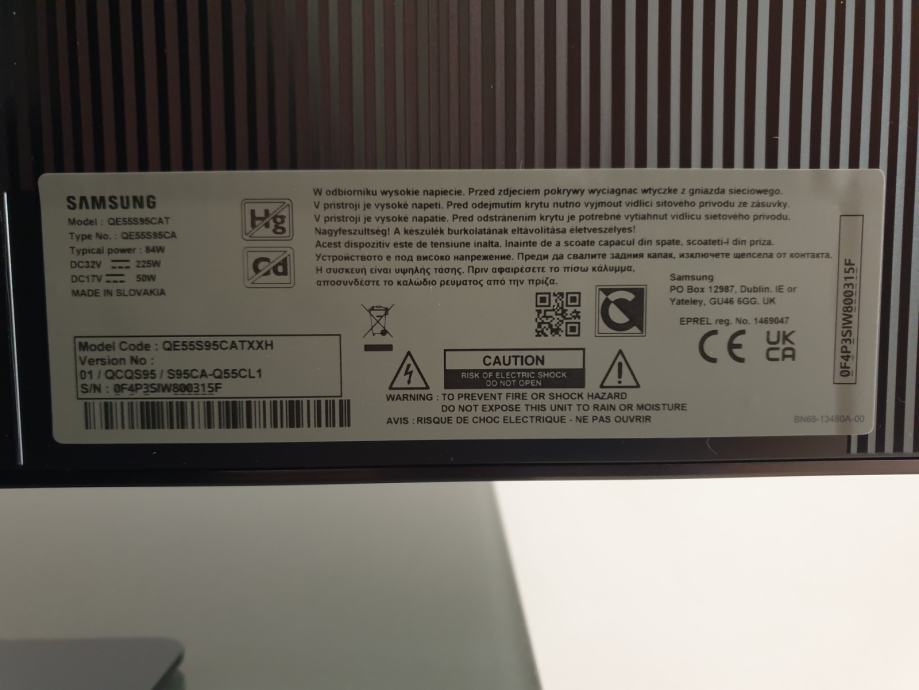 SAMSUNG
Model : QE55S95CAT
Type No. : QE55S95CA
Typical power : 84W
DC32V 225W
DC17V 50W
MADE IN SLOVAKIA
Hg
Cd
W odbiorniku wysokie napiecie. Przed zdjeciem pokrywy wyciagnac wtyczke z gniazda sieciowego.
V pristroji je vysoké napeti. Pred odejmutim krytu nutno vyjmout vidlici sitového privodu ze zásuvky.
V pristroji je vysoké napatie. Pred odstránením krytu je potrebné vytiahnut vidlicu sietového privodu.
Nagyfeszültség! A készülék burkolatának eltávolítása életveszélyes!
Acest dispozitiv este de tensiune inalta. Inainte de a scoate capacul din spate, scoateti-i din priza.
Устройството е под високо напрежение. Преди да свалите задния капак, изключете щепсела от контакта.
Η συσκευή είναι υψηλής τάσης. Πριν αφαιρέσετε το πίσω κάλυμμα,
αποσυνδέστε το καλώδιο ρεύματος από την πρίζα.
Samsung
PO Box 12987, Dublin. IE or
Yateley, GU46 6GG. UK
EPREL reg. No. 1469047
CE
UK
CA
0F4P3SIW800315F
Model Code : QE55S95CATXXH
Version No :
01 / QCQS95 / S95CA-Q55CL1
S/N : 0F4P3SIW800315F
CAUTION
RISK OF ELECTRIC SHOCK
DO NOT OPEN
WARNING : TO PREVENT FIRE OR SHOCK HAZARD
DO NOT EXPOSE THIS UNIT TO RAIN OR MOISTURE
AVIS : RISQUE DE CHOC ELECTRIQUE - NE PAS OUVRIR
BN68-13480A-00